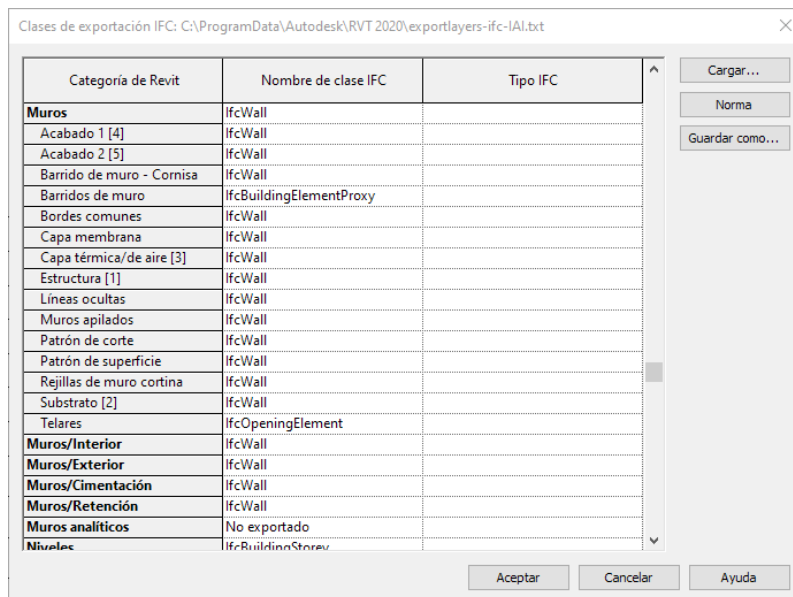 Clases de exportación IFC: C:\ProgramData\Autodesk\RVT 2020\exportlayers-ifc-IAI.txt
Categoría de Revit Nombre de clase IFC Tipo IFC
Cargar...
Norma
Guardar como...
Muros IfcWall
Acabado 1 [4] IfcWall
Acabado 2 [5] IfcWall
Barrido de muro - Cornisa IfcWall
Barridos de muro IfcBuildingElementProxy
Bordes comunes IfcWall
Capa membrana IfcWall
Capa térmica/de aire [3] IfcWall
Estructura [1] IfcWall
Líneas ocultas IfcWall
Muros apilados IfcWall
Patrón de corte IfcWall
Patrón de superficie IfcWall
Rejillas de muro cortina IfcWall
Substrato [2] IfcWall
Telares IfcOpeningElement
Muros/Interior IfcWall
Muros/Exterior IfcWall
Muros/Cimentación IfcWall
Muros/Retención IfcWall
Muros analíticos No exportado
Niveles IfcBuildingStorey
Aceptar Cancelar Ayuda